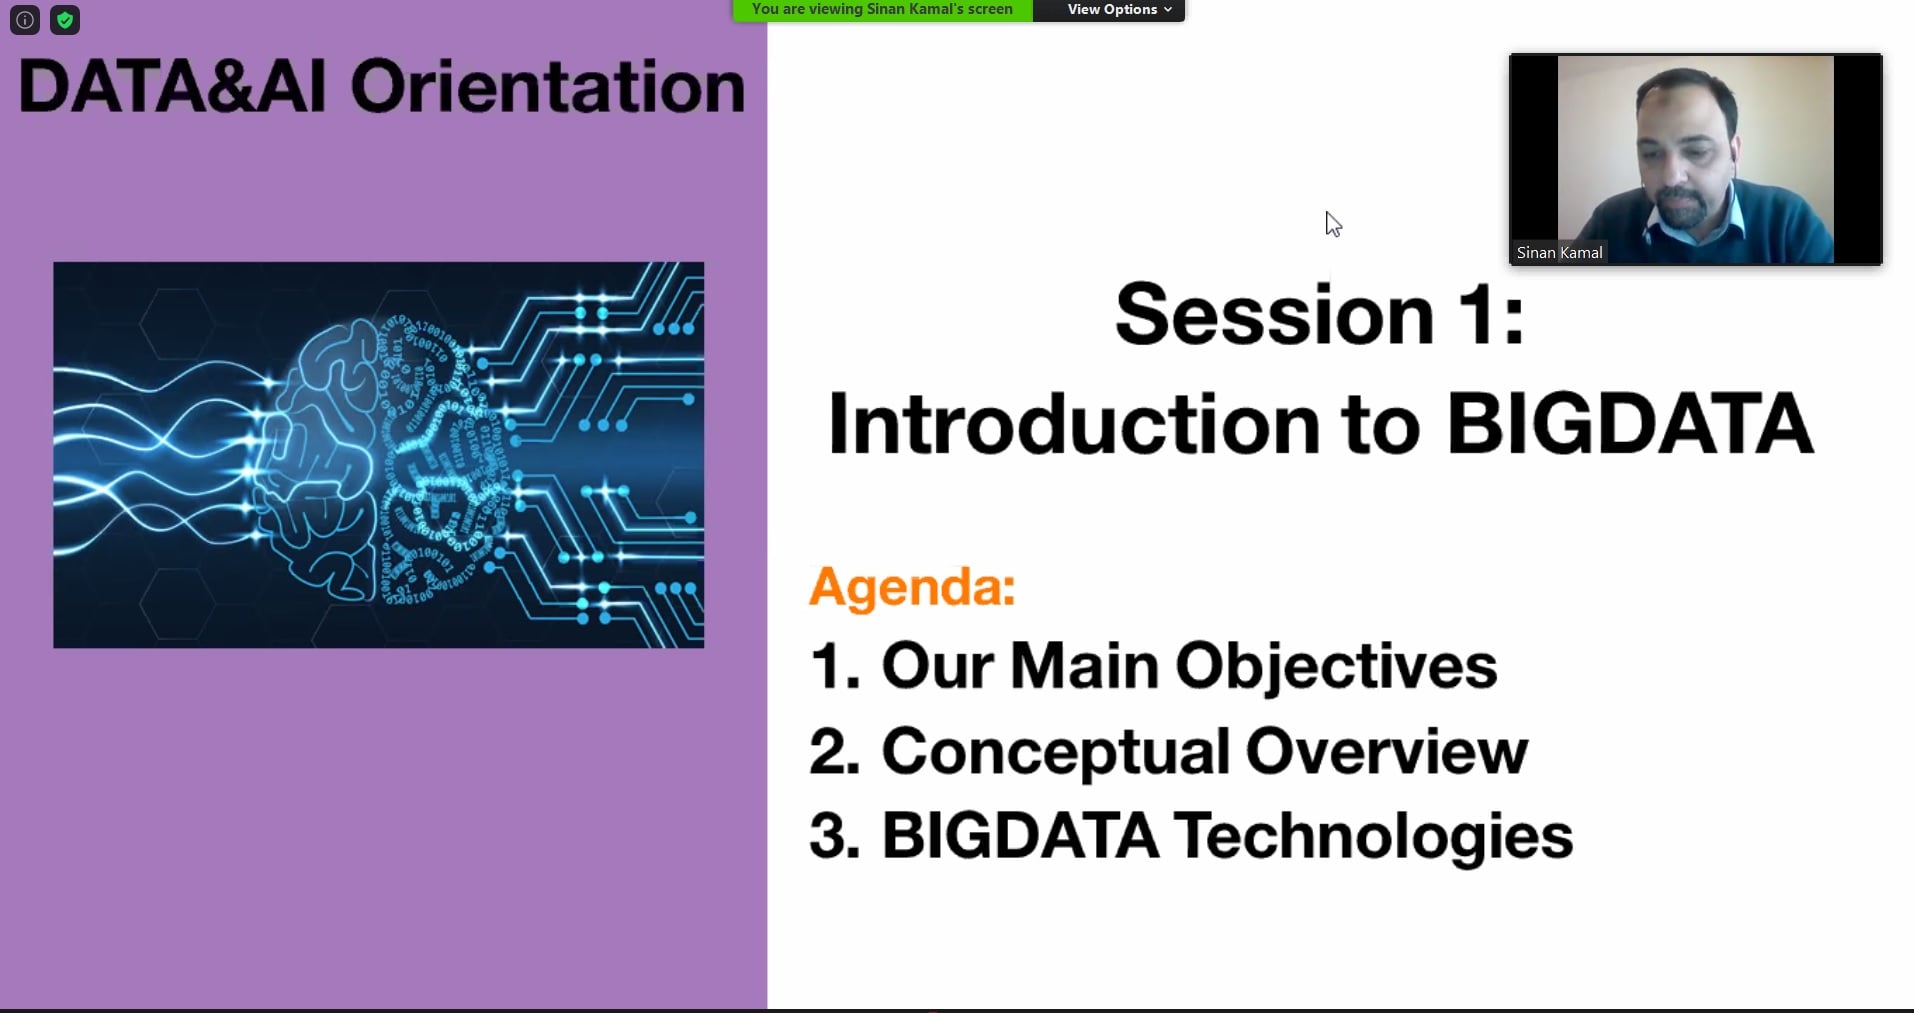 You are viewing Sinan Kamal's screen
View Options
DATA&AI Orientation
Sinan Kamal
Session 1:
Introduction to BIGDATA
Agenda:
1. Our Main Objectives
2. Conceptual Overview
3. BIGDATA Technologies